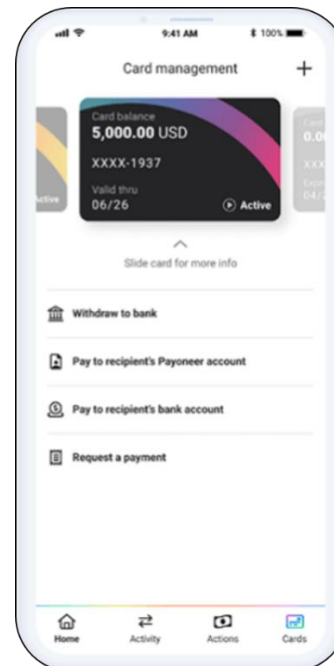 9:41 AM
100%
Card management
Card balance
5,000.00 USD
XXXX-1937
Valid thru
06/26
Active
Active
Slide card for more info
Withdraw to bank
Pay to recipient's Payoneer account
Pay to recipient's bank account
Request a payment
Home
Activity
Actions
Cards